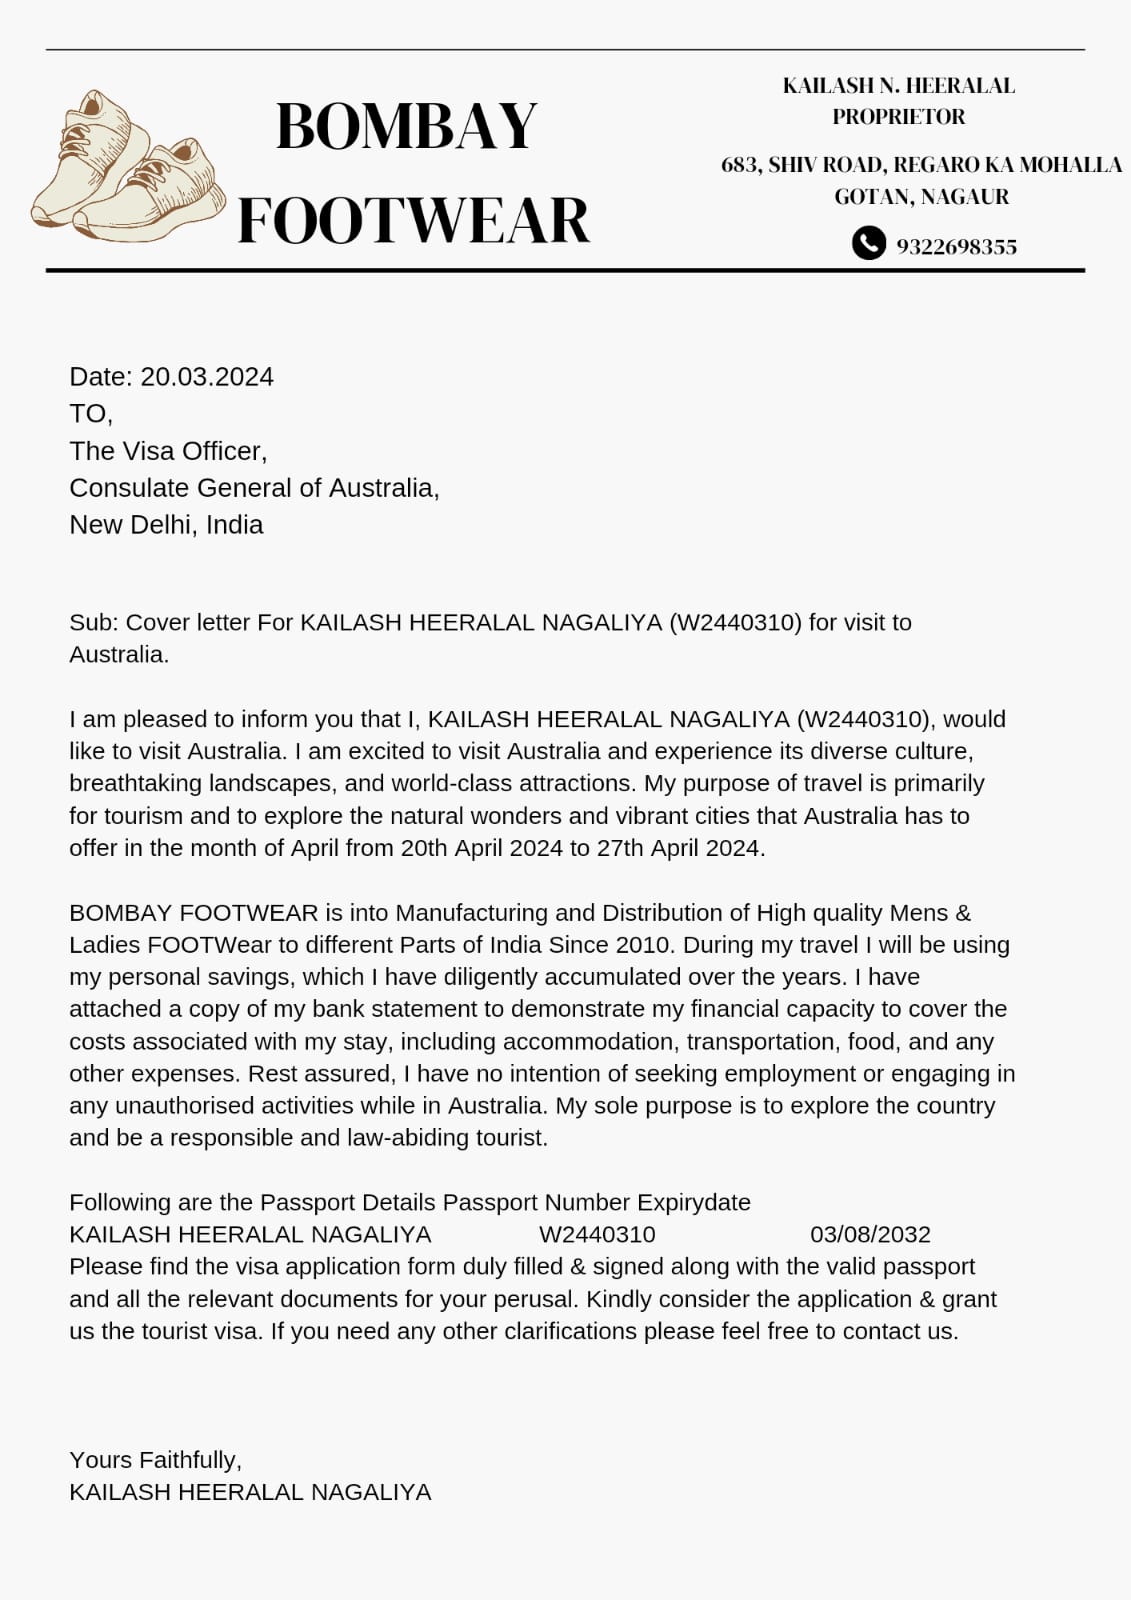 BOMBAY
FOOTWEAR
KAILASH N. HEERALAL
PROPRIETOR
683, SHIV ROAD, REGARO KA MOHALLA
GOTAN, NAGAUR
9322698355
Date: 20.03.2024
TO,
The Visa Officer,
Consulate General of Australia,
New Delhi, India
Sub: Cover letter For KAILASH HEERALAL NAGALIYA (W2440310) for visit to
Australia.
I am pleased to inform you that I, KAILASH HEERALAL NAGALIYA (W2440310), would
like to visit Australia. I am excited to visit Australia and experience its diverse culture,
breathtaking landscapes, and world-class attractions. My purpose of travel is primarily
for tourism and to explore the natural wonders and vibrant cities that Australia has to
offer in the month of April from 20th April 2024 to 27th April 2024.
BOMBAY FOOTWEAR is into Manufacturing and Distribution of High quality Mens &
Ladies FOOTWear to different Parts of India Since 2010. During my travel I will be using
my personal savings, which I have diligently accumulated over the years. I have
attached a copy of my bank statement to demonstrate my financial capacity to cover the
costs associated with my stay, including accommodation, transportation, food, and any
other expenses. Rest assured, I have no intention of seeking employment or engaging in
any unauthorised activities while in Australia. My sole purpose is to explore the country
and be a responsible and law-abiding tourist.
Following are the Passport Details Passport Number Expirydate
KAILASH HEERALAL NAGALIYA W2440310 03/08/2032
Please find the visa application form duly filled & signed along with the valid passport
and all the relevant documents for your perusal. Kindly consider the application & grant
us the tourist visa. If you need any other clarifications please feel free to contact us.
Yours Faithfully,
KAILASH HEERALAL NAGALIYA